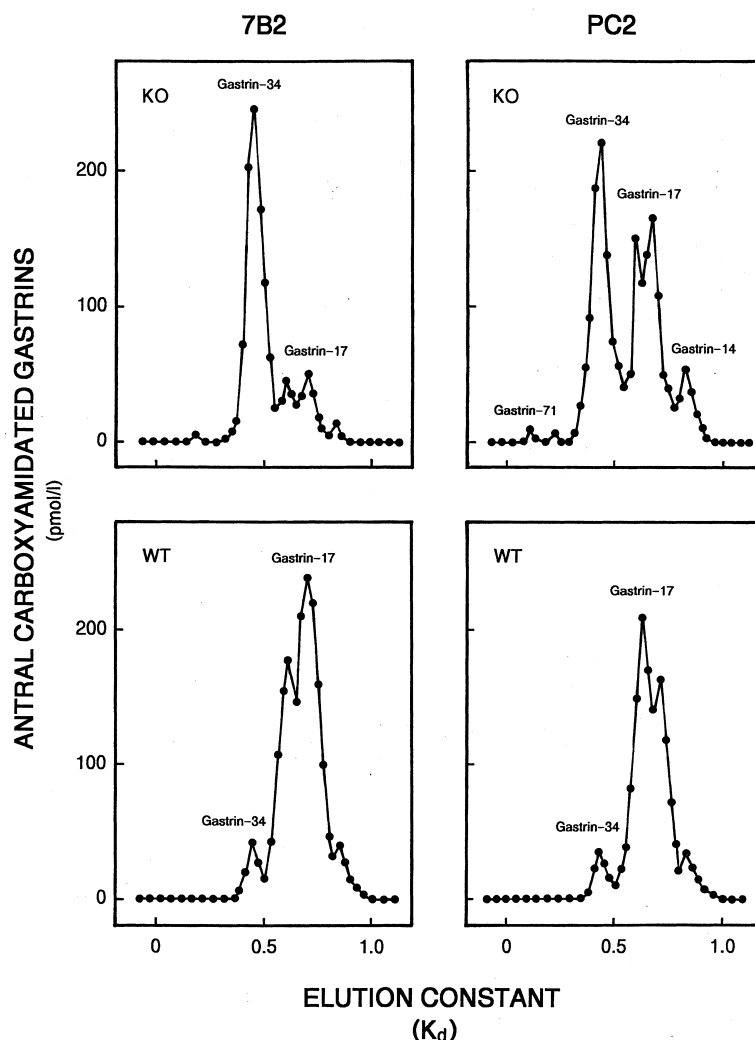 7B2
PC2
KO
Gastrin-34
Gastrin-17
KO
Gastrin-34
Gastrin-17
Gastrin-14
Gastrin-71
200
100
0
WT
Gastrin-17
Gastrin-34
WT
Gastrin-17
Gastrin-34
200
100
0
0
0.5
1.0
0
0.5
1.0
ANTRAL CARBOXYAMIDATED GASTRINS
(pmol/l)
ELUTION CONSTANT
(Kd)